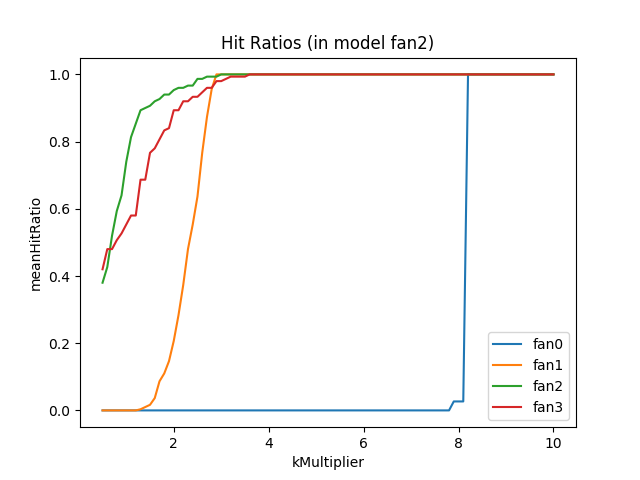 Hit Ratios (in model fan2)
1.0
0.8
0.6
0.4
0.2
0.0
meanHitRatio
2 4 6 8 10
kMultiplier
fan0
fan1
fan2
fan3